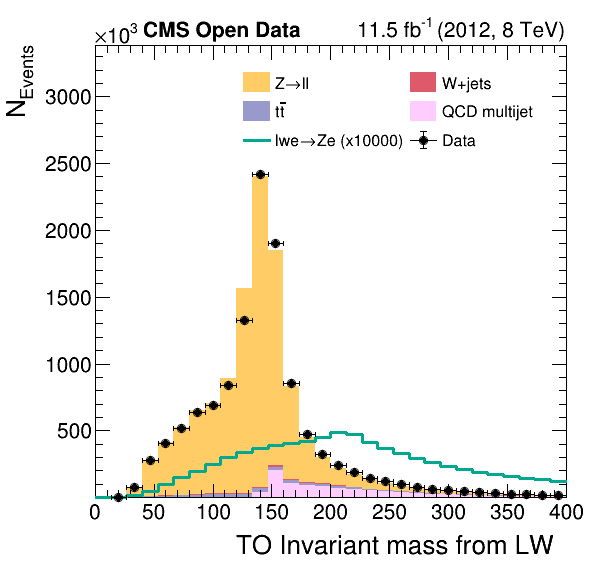 ×10³ CMS Open Data 11.5 fb⁻¹ (2012, 8 TeV)
N_Events
Z→ll W+jets
tt̄ QCD multijet
lwe→Ze (x10000) Data
3000
2500
2000
1500
1000
500
0 50 100 150 200 250 300 350 400
TO Invariant mass from LW